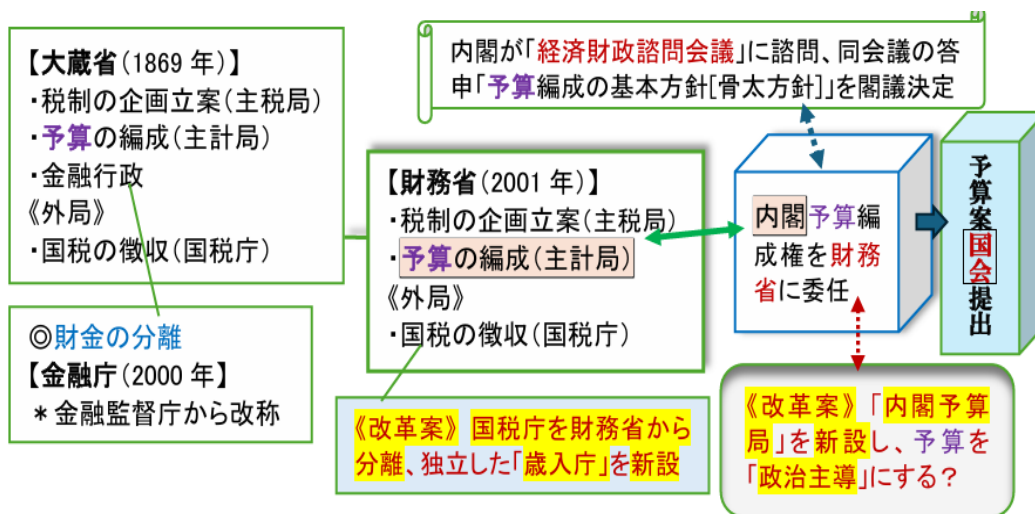 【大蔵省(1869 年)】
・税制の企画立案(主税局)
・予算の編成(主計局)
・金融行政
《外局》
・国税の徴収(国税庁)
◎財金の分離
【金融庁(2000 年)】
＊金融監督庁から改称
内閣が「経済財政諮問会議」に諮問、同会議の答
申「予算編成の基本方針[骨太方針]」を閣議決定
【財務省(2001 年)】
・税制の企画立案(主税局)
・予算の編成(主計局)
《外局》
・国税の徴収(国税庁)
《改革案》 国税庁を財務省から
分離、独立した「歳入庁」を新設
内閣予算編
成権を財務
省に委任
予算案国会提出
《改革案》「内閣予算
局」を新設し、予算を
「政治主導」にする？